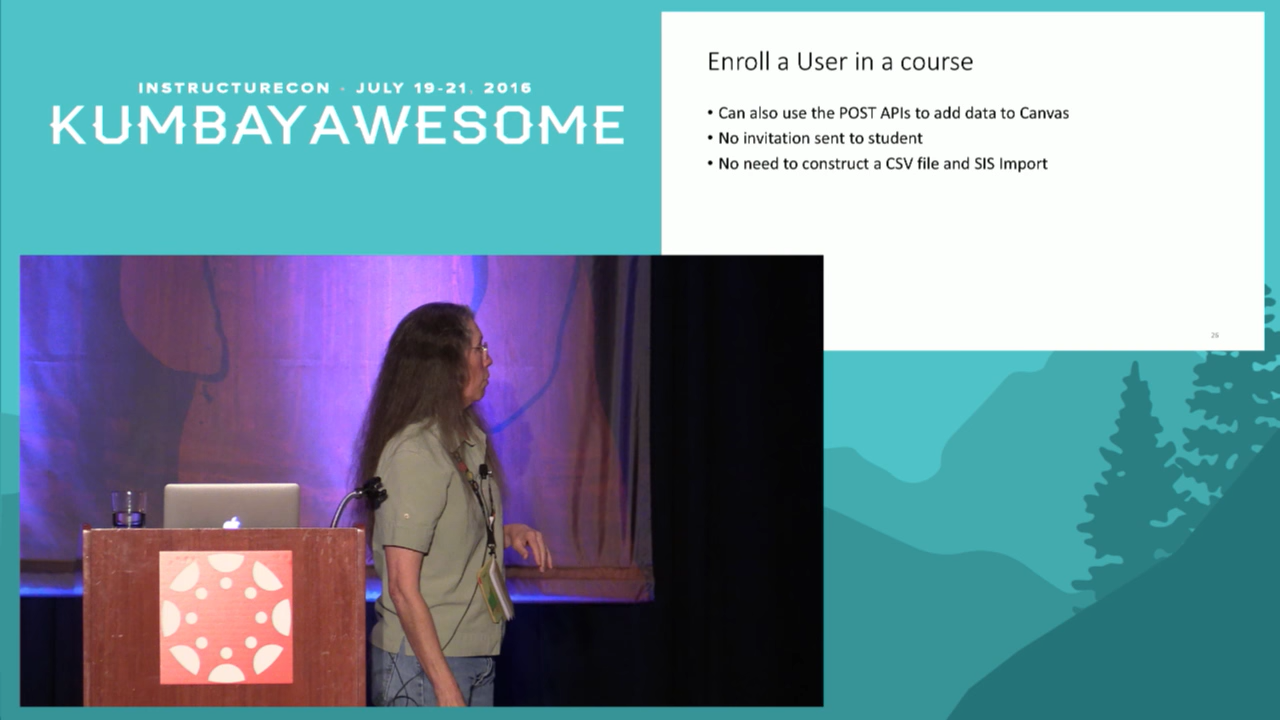 INSTRUCTURECON • JULY 19-21, 2016
KUMBAYAWESOME
Enroll a User in a course
• Can also use the POST APIs to add data to Canvas
• No invitation sent to student
• No need to construct a CSV file and SIS Import
26